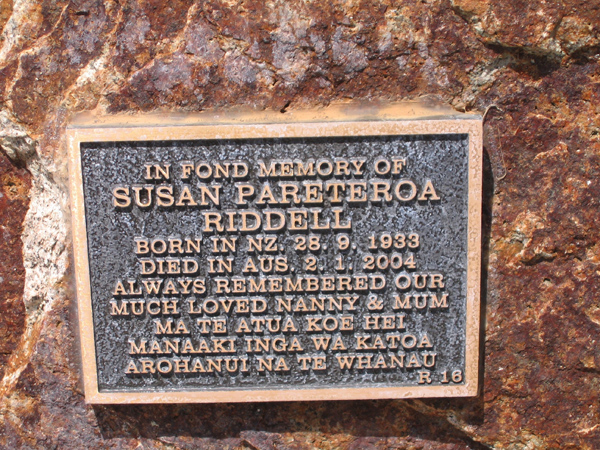 IN FOND MEMORY OF
SUSAN PARETEROA
RIDDELL
BORN IN NZ. 28. 9. 1933
DIED IN AUS. 2. 1. 2004
ALWAYS REMEMBERED OUR
MUCH LOVED NANNY & MUM
MA TE ATUA KOE HEI
MANAAKI INGA WA KATOA
AROHANUI NA TE WHANAU
R 16